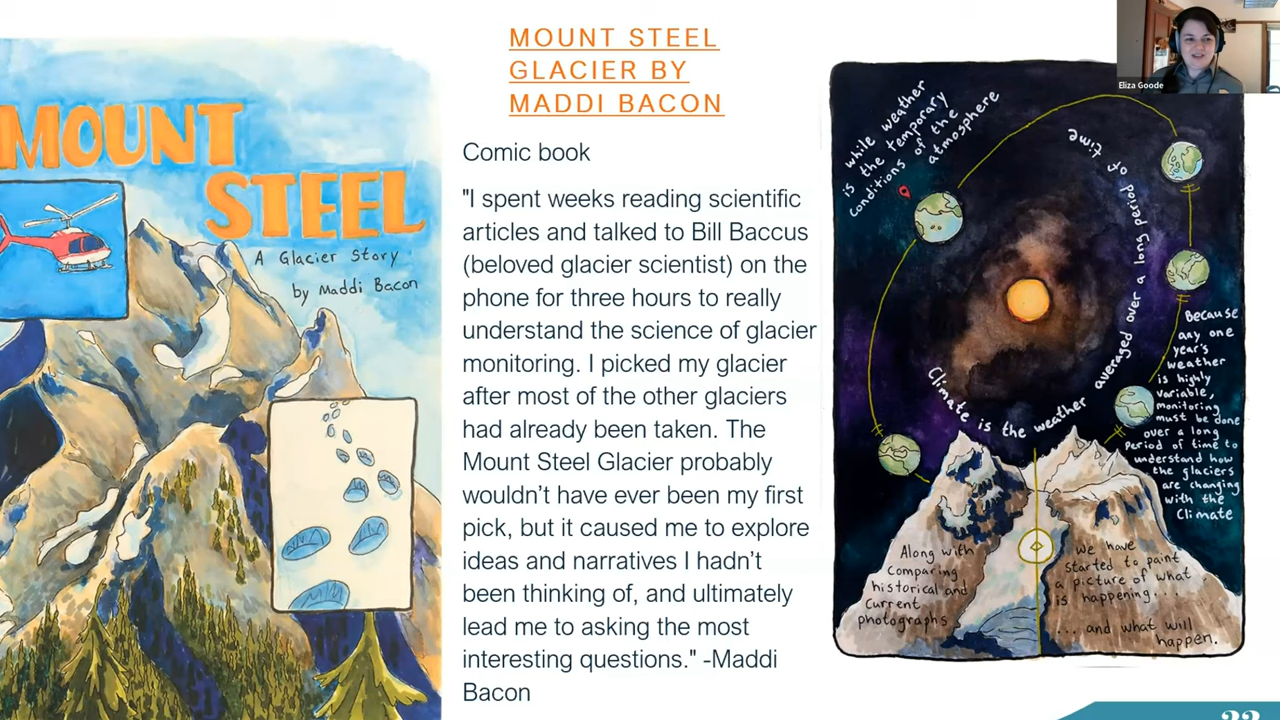 MOUNT
STEEL
A Glacier Story
by Maddi Bacon
MOUNT STEEL
GLACIER BY
MADDI BACON
Comic book
"I spent weeks reading scientific
articles and talked to Bill Baccus
(beloved glacier scientist) on the
phone for three hours to really
understand the science of glacier
monitoring. I picked my glacier
after most of the other glaciers
had already been taken. The
Mount Steel Glacier probably
wouldn't have ever been my first
pick, but it caused me to explore
ideas and narratives I hadn't
been thinking of, and ultimately
lead me to asking the most
interesting questions." -Maddi
Bacon
Eliza Goode
while weather
is the temporary
conditions of the
atmosphere
Climate is the weather averaged over a long period of time
Because
any one
year's
weather
is highly
variable,
monitoring
must be done
over a long
Period of time to
understand how
the glaciers
are changing
with the
Climate
Along with
Comparing
historical and
Current
photographs
we have
started to paint
a picture of what
is happening...
... and what will
happen.